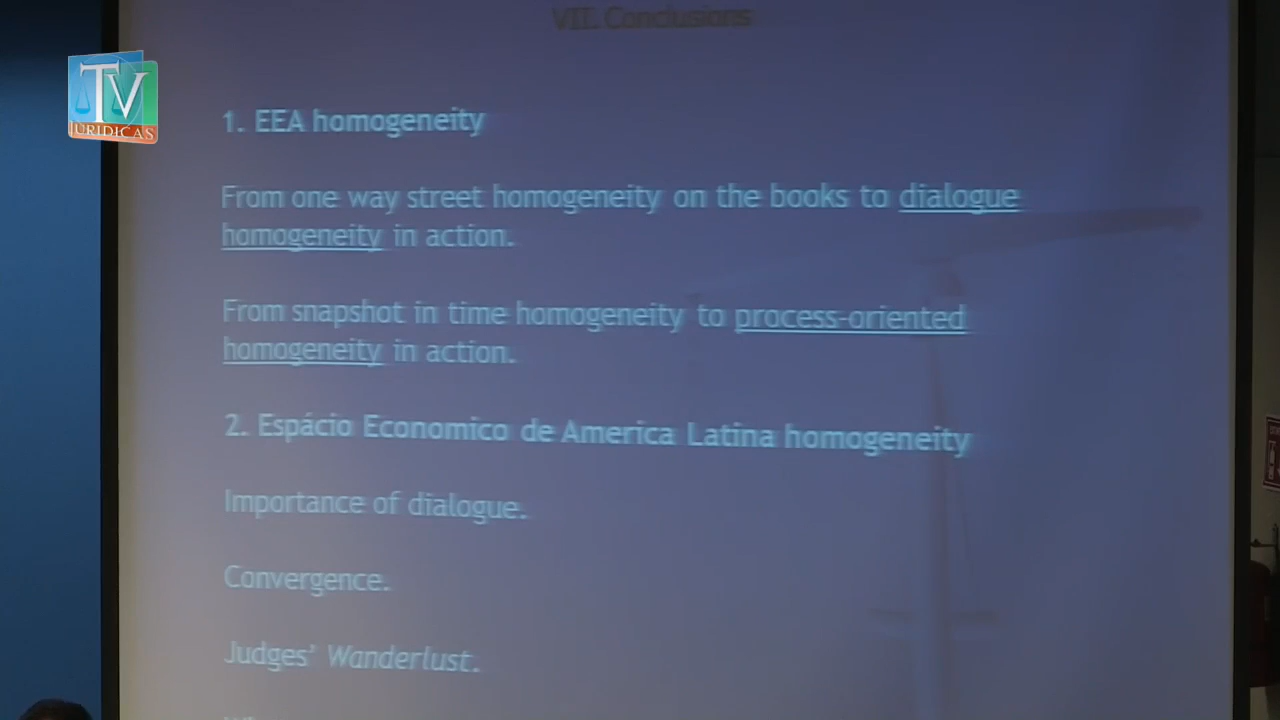 VII. Conclusions
TV
JURIDICAS
1. EEA homogeneity
From one way street homogeneity on the books to dialogue
homogeneity in action.
From snapshot in time homogeneity to process-oriented
homogeneity in action.
2. Espácio Economico de America Latina homogeneity
Importance of dialogue.
Convergence.
Judges' Wanderlust.